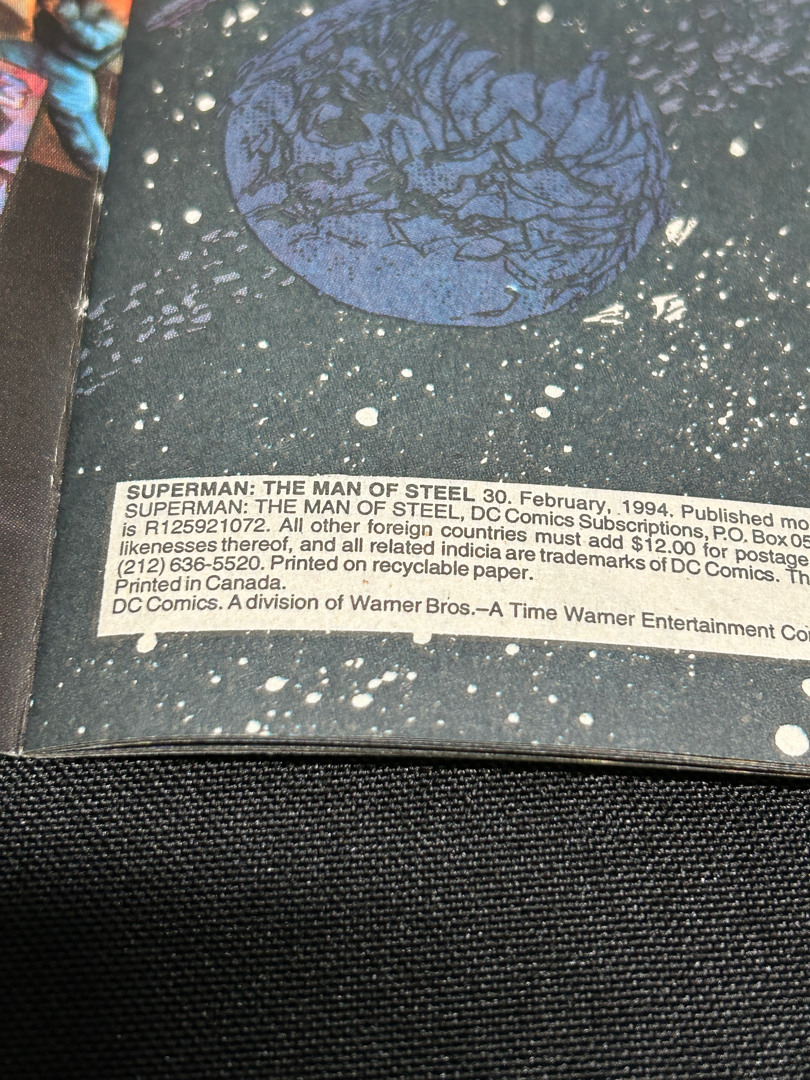 SUPERMAN: THE MAN OF STEEL 30. February, 1994. Published mo
SUPERMAN: THE MAN OF STEEL, DC Comics Subscriptions, P.O. Box 05
is R125921072. All other foreign countries must add $12.00 for postage
likenesses thereof, and all related indicia are trademarks of DC Comics. Th
(212) 636-5520. Printed on recyclable paper.
Printed in Canada.
DC Comics. A division of Warner Bros.—A Time Warner Entertainment Co